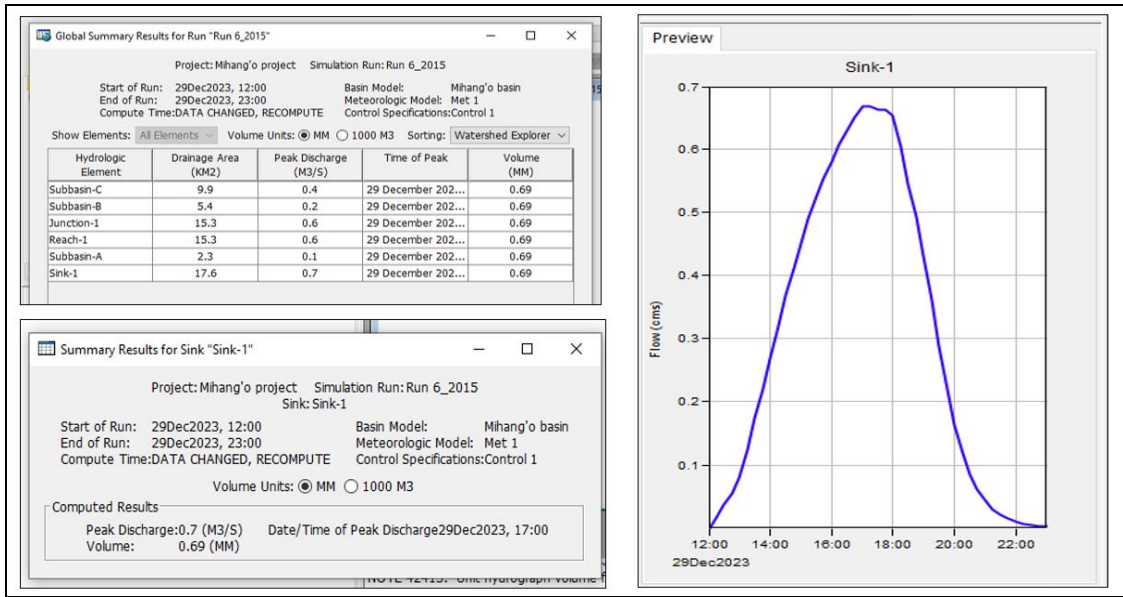 Global Summary Results for Run "Run 6_2015"
Project: Mihang'o project Simulation Run: Run 6_2015
Start of Run: 29Dec2023, 12:00 Basin Model: Mihang'o basin
End of Run: 29Dec2023, 23:00 Meteorologic Model: Met 1
Compute Time:DATA CHANGED, RECOMPUTE Control Specifications:Control 1
Show Elements: All Elements Volume Units: MM 1000 M3 Sorting: Watershed Explorer
Hydrologic Element Drainage Area (KM2) Peak Discharge (M3/S) Time of Peak Volume (MM)
Subbasin-C 9.9 0.4 29 December 202... 0.69
Subbasin-B 5.4 0.2 29 December 202... 0.69
Junction-1 15.3 0.6 29 December 202... 0.69
Reach-1 15.3 0.6 29 December 202... 0.69
Subbasin-A 2.3 0.1 29 December 202... 0.69
Sink-1 17.6 0.7 29 December 202... 0.69
Summary Results for Sink "Sink-1"
Project: Mihang'o project Simulation Run: Run 6_2015
Sink: Sink-1
Start of Run: 29Dec2023, 12:00 Basin Model: Mihang'o basin
End of Run: 29Dec2023, 23:00 Meteorologic Model: Met 1
Compute Time:DATA CHANGED, RECOMPUTE Control Specifications:Control 1
Volume Units: MM 1000 M3
Computed Results
Peak Discharge:0.7 (M3/S) Date/Time of Peak Discharge29Dec2023, 17:00
Volume: 0.69 (MM)
Preview
Sink-1
0.7
0.6
0.5
0.4
0.3
0.2
0.1
Flow (cms)
12:00 14:00 16:00 18:00 20:00 22:00
29Dec2023